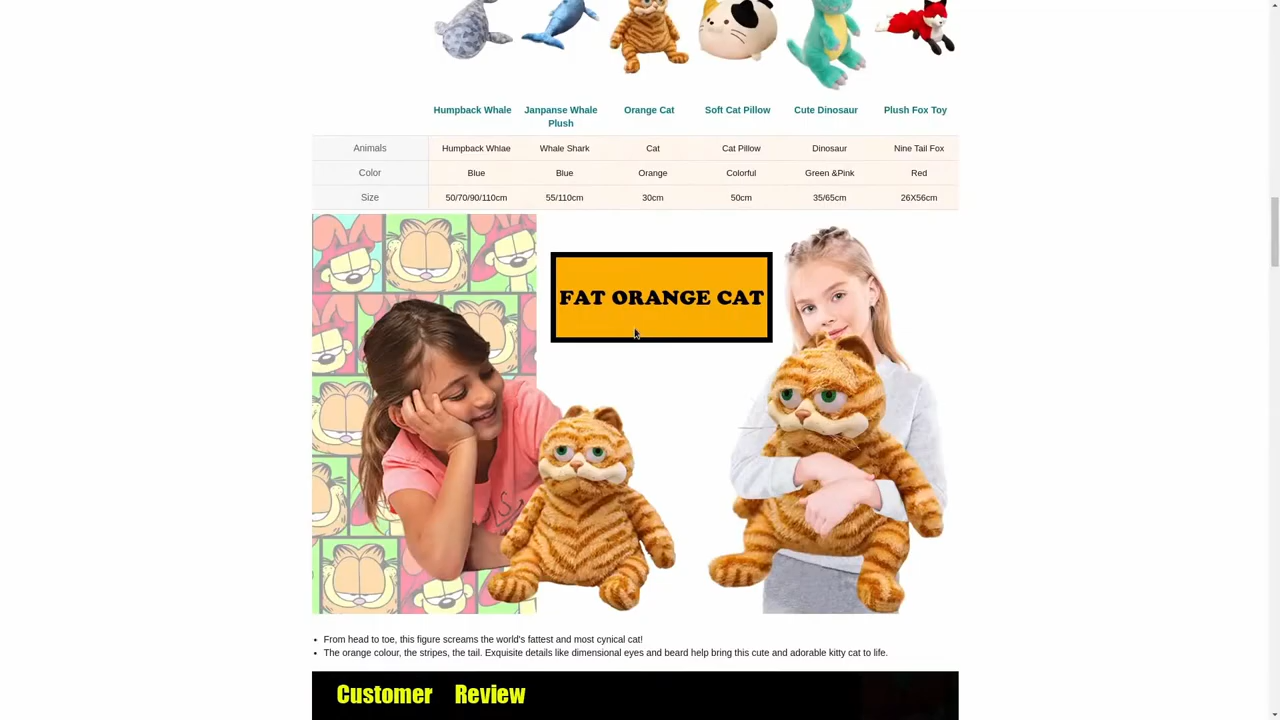 Humpback Whale Janpanse Whale Plush Orange Cat Soft Cat Pillow Cute Dinosaur Plush Fox Toy
Animals Humpback Whlae Whale Shark Cat Cat Pillow Dinosaur Nine Tail Fox
Color Blue Blue Orange Colorful Green &Pink Red
Size 50/70/90/110cm 55/110cm 30cm 50cm 35/65cm 26X56cm
FAT ORANGE CAT
• From head to toe, this figure screams the world's fattest and most cynical cat!
• The orange colour, the stripes, the tail. Exquisite details like dimensional eyes and beard help bring this cute and adorable kitty cat to life.
Customer Review